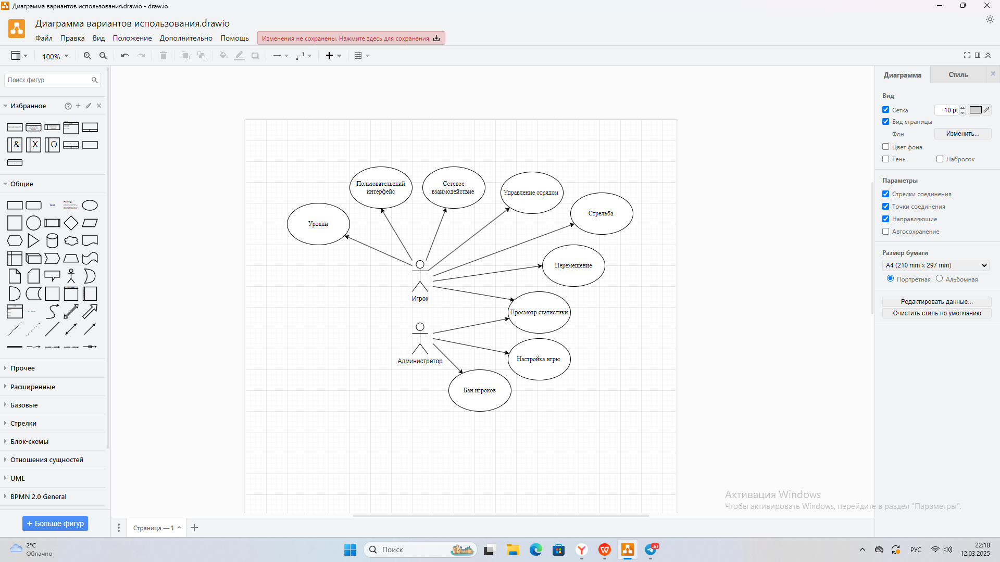 Диаграмма вариантов использования.drawio - draw.io
Диаграмма вариантов использования.drawio
Файл Правка Вид Положение Дополнительно Помощь
Изменения не сохранены. Нажмите здесь для сохранения.
100%
Поиск фигур
Избранное
& X O
Общие
Text
Heading
List Item
Прочее
Расширенные
Базовые
Стрелки
Блок-схемы
Отношения сущностей
UML
BPMN 2.0 General
+ Больше фигур
Пользовательский
интерфейс
Сетевое
взаимодействие
Управление отрядом
Стрельба
Уровни
Перемещение
Игрок
Просмотр статистики
Администратор
Настройка игры
Бан игроков
Диаграмма
Стиль
Вид
Сетка
10 pt
Вид страницы
Фон
Изменить...
Цвет фона
Тень
Набросок
Параметры
Стрелки соединения
Точки соединения
Направляющие
Автосохранение
Размер бумаги
A4 (210 mm x 297 mm)
Портретная
Альбомная
Редактировать данные...
Очистить стиль по умолчанию
Активация Windows
Чтобы активировать Windows, перейдите в раздел "Параметры".
Страница — 1
2°C
Облачно
Поиск
61
РУС
22:18
12.03.2025